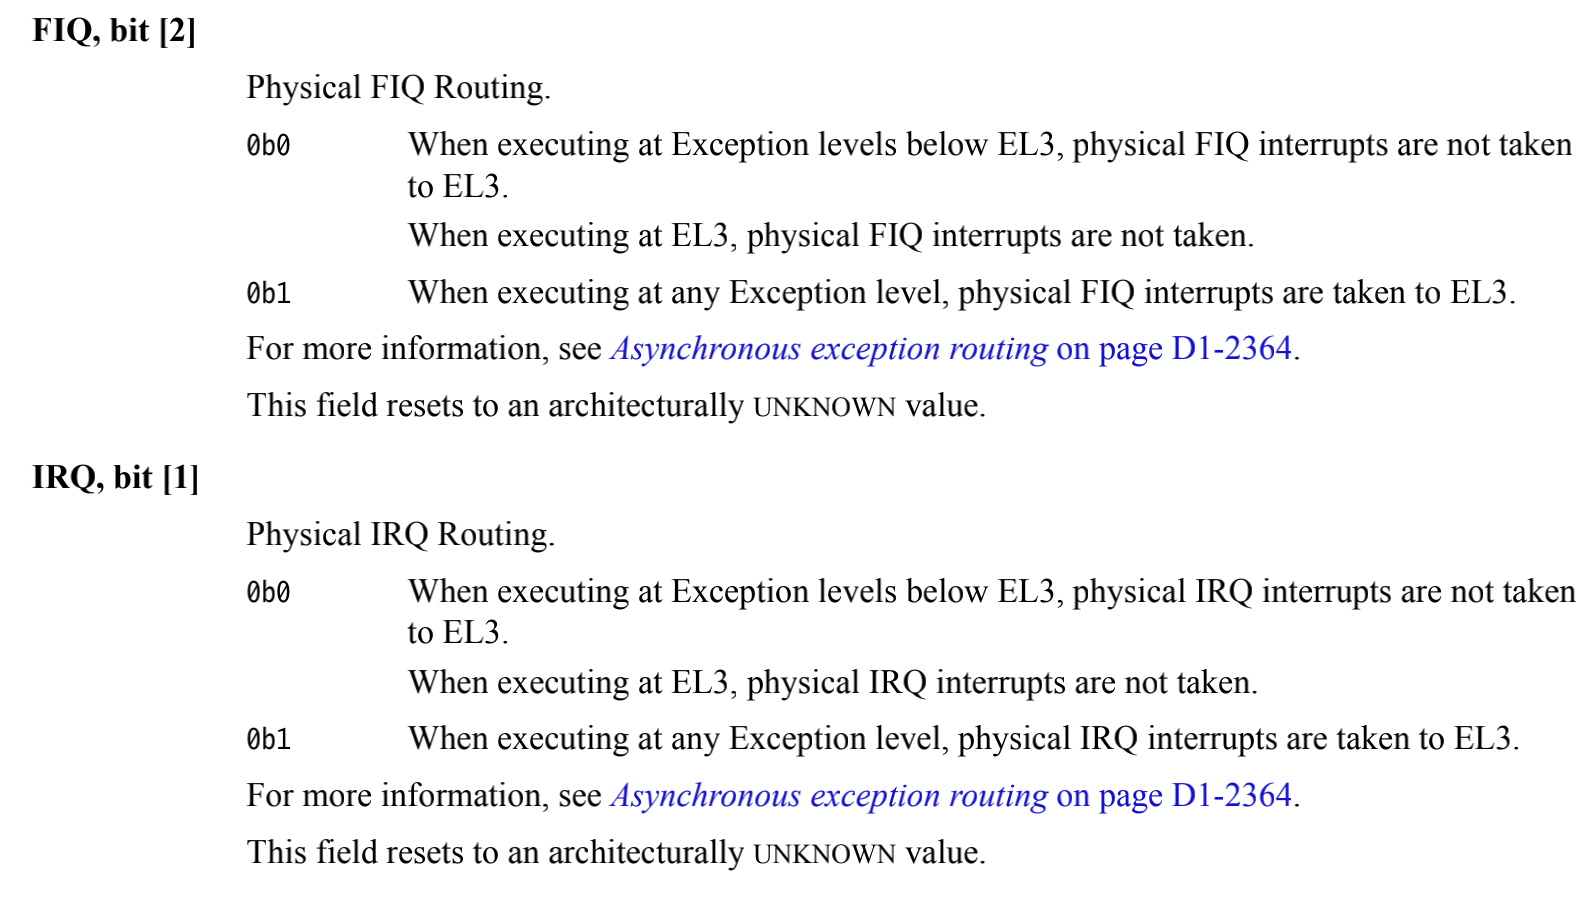 FIQ, bit [2]
Physical FIQ Routing.
0b0 When executing at Exception levels below EL3, physical FIQ interrupts are not taken
to EL3.
When executing at EL3, physical FIQ interrupts are not taken.
0b1 When executing at any Exception level, physical FIQ interrupts are taken to EL3.
For more information, see Asynchronous exception routing on page D1-2364.
This field resets to an architecturally UNKNOWN value.
IRQ, bit [1]
Physical IRQ Routing.
0b0 When executing at Exception levels below EL3, physical IRQ interrupts are not taken
to EL3.
When executing at EL3, physical IRQ interrupts are not taken.
0b1 When executing at any Exception level, physical IRQ interrupts are taken to EL3.
For more information, see Asynchronous exception routing on page D1-2364.
This field resets to an architecturally UNKNOWN value.